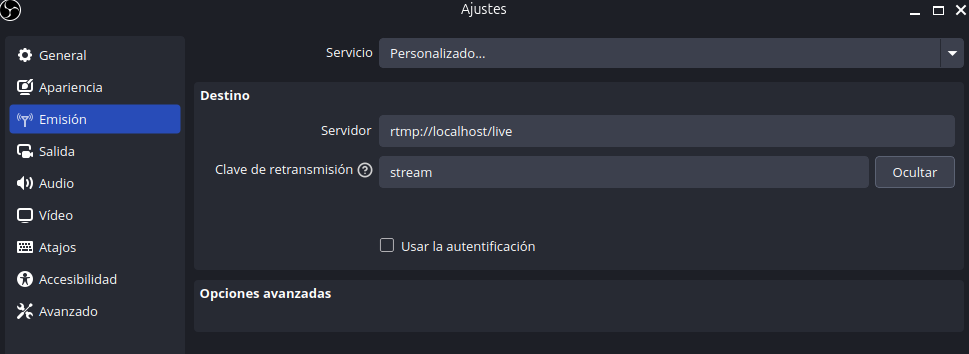 Ajustes
General
Apariencia
Emisión
Salida
Audio
Vídeo
Atajos
Accesibilidad
Avanzado
Servicio Personalizado...
Destino
Servidor rtmp://localhost/live
Clave de retransmisión ? stream Ocultar
Usar la autentificación
Opciones avanzadas